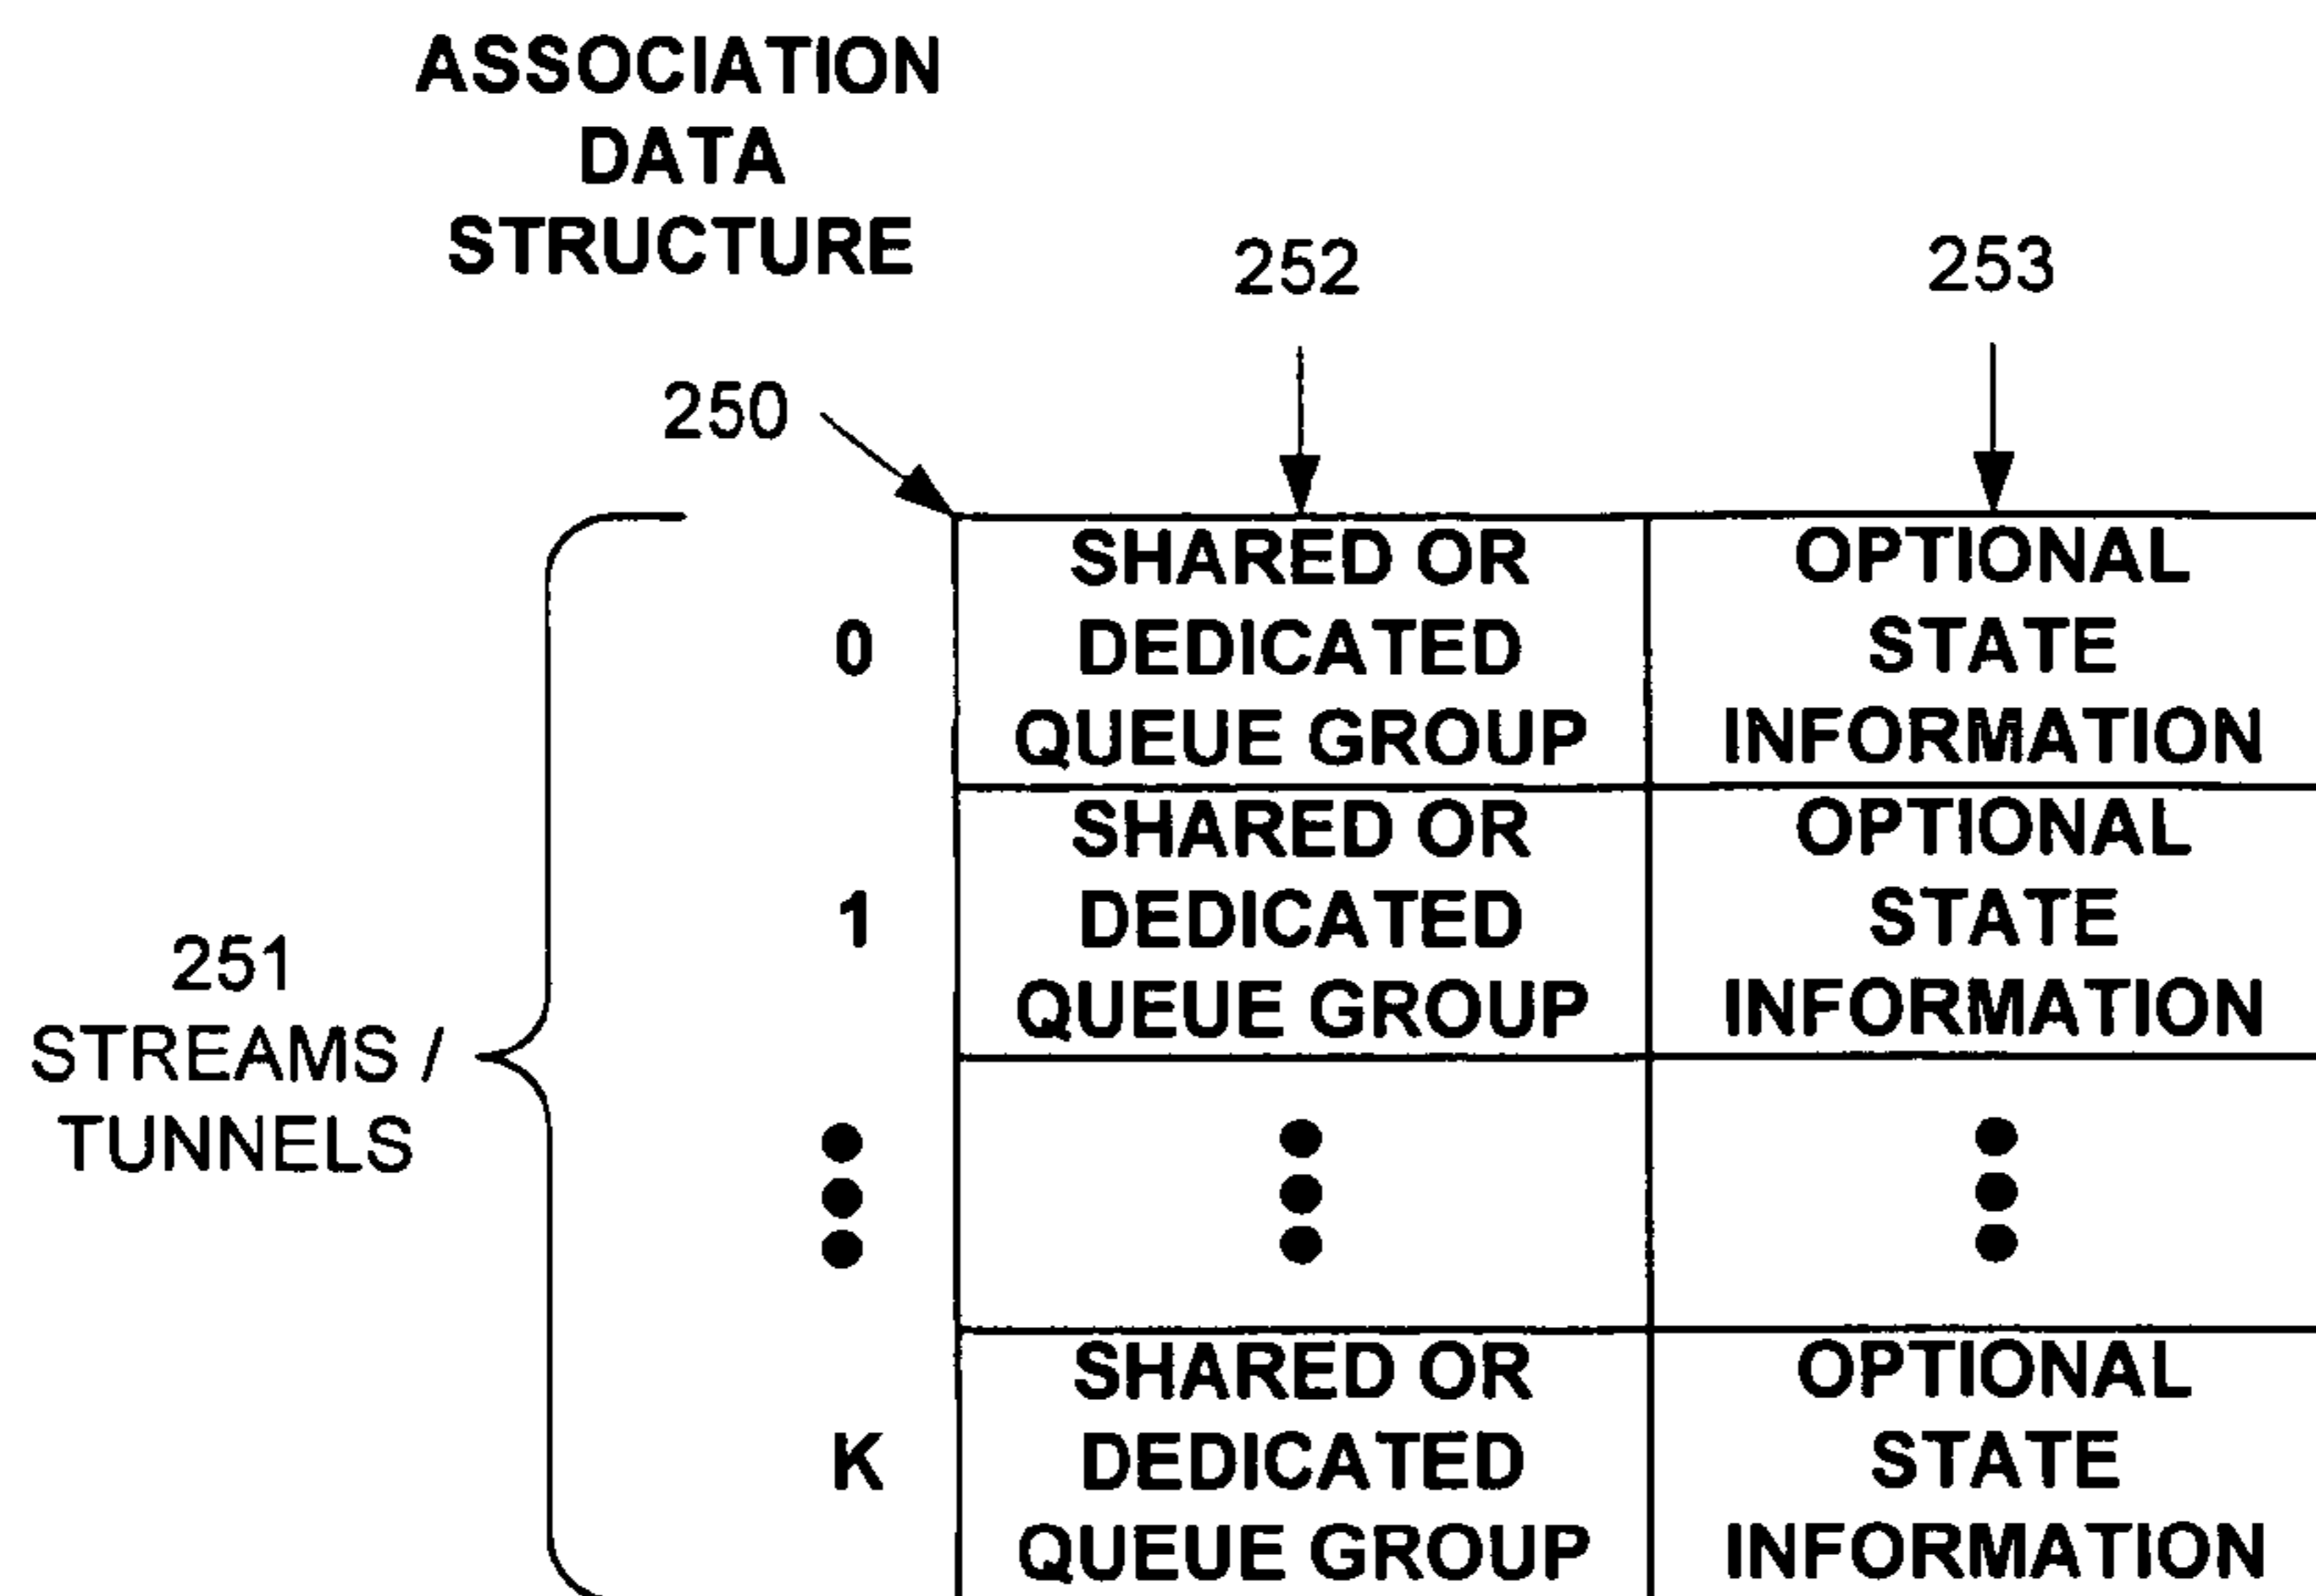 ASSOCIATION
DATA
STRUCTURE
252
253
250
SHARED OR
DEDICATED
QUEUE GROUP
OPTIONAL
STATE
INFORMATION
0
SHARED OR
DEDICATED
QUEUE GROUP
OPTIONAL
STATE
INFORMATION
1
251
STREAMS /
TUNNELS
SHARED OR
DEDICATED
QUEUE GROUP
OPTIONAL
STATE
INFORMATION
K